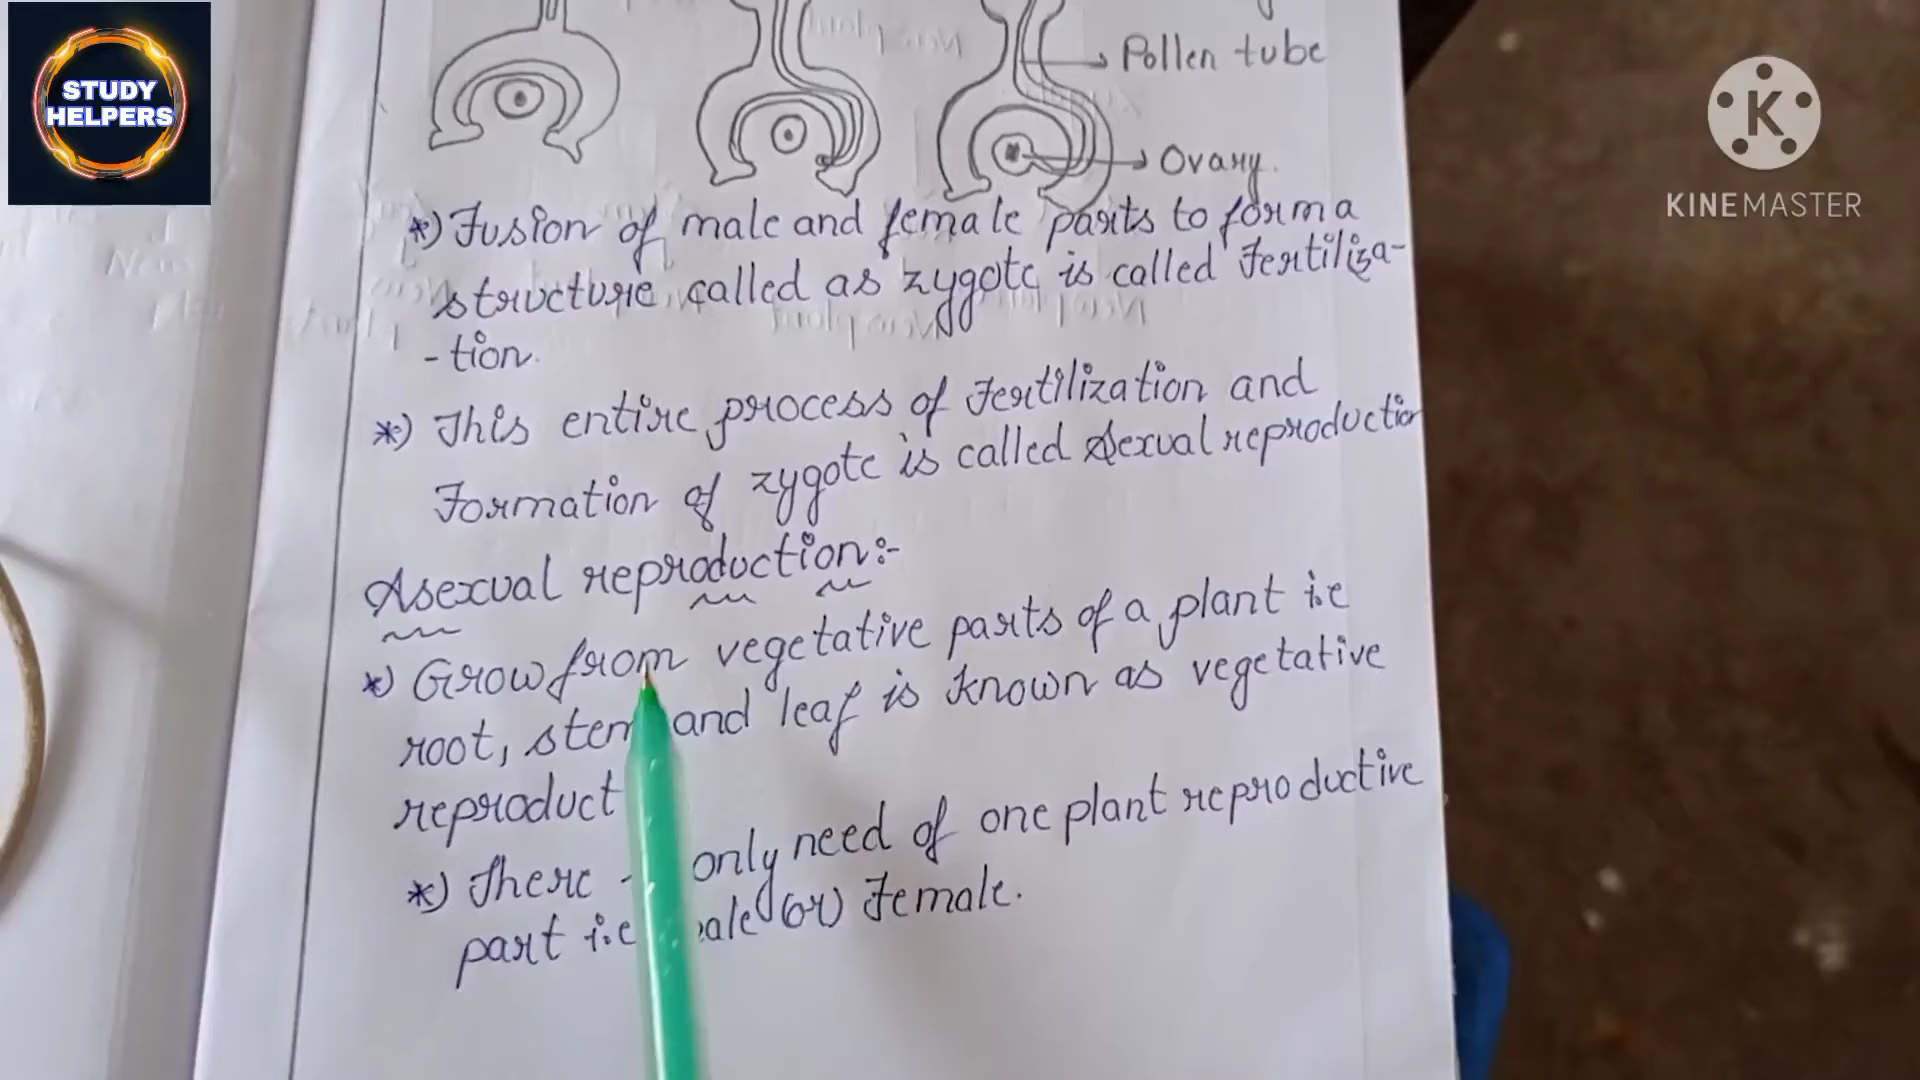 STUDY
HELPERS
K
KINEMASTER
Pollen tube
Ovary.
*) Fusion of male and female parts to form a
structure called as zygote is called Fertiliza-
-tion.
*) This entire process of Fertilization and
Formation of zygote is called Sexual reproduction
Asexual reproduction:-
*) Grow from vegetative parts of a plant i.e
root, stem and leaf is known as vegetative
reproduct
*) There only need of one plant reproductive
part i.e ale (or) Female.